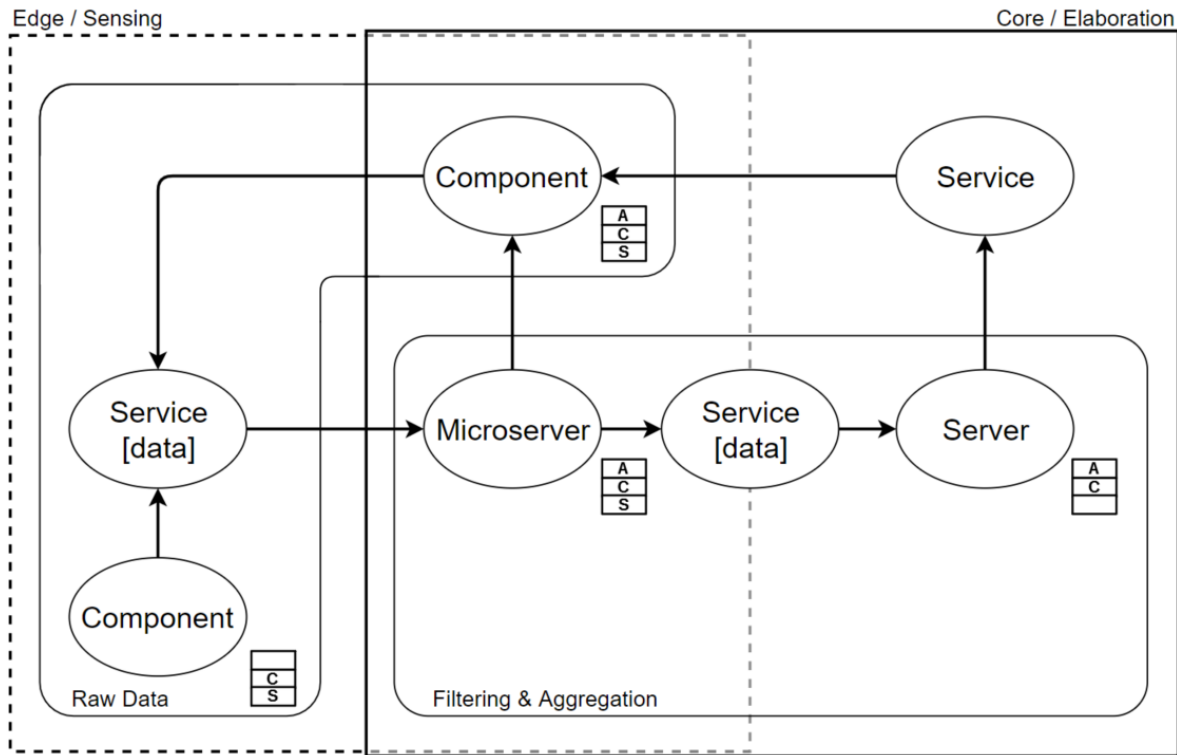 Edge / Sensing
Core / Elaboration
Component
Service
A
C
S
Service
[data]
Microserver
Service
[data]
Server
A
C
S
A
C
Component
C
S
Raw Data
Filtering & Aggregation